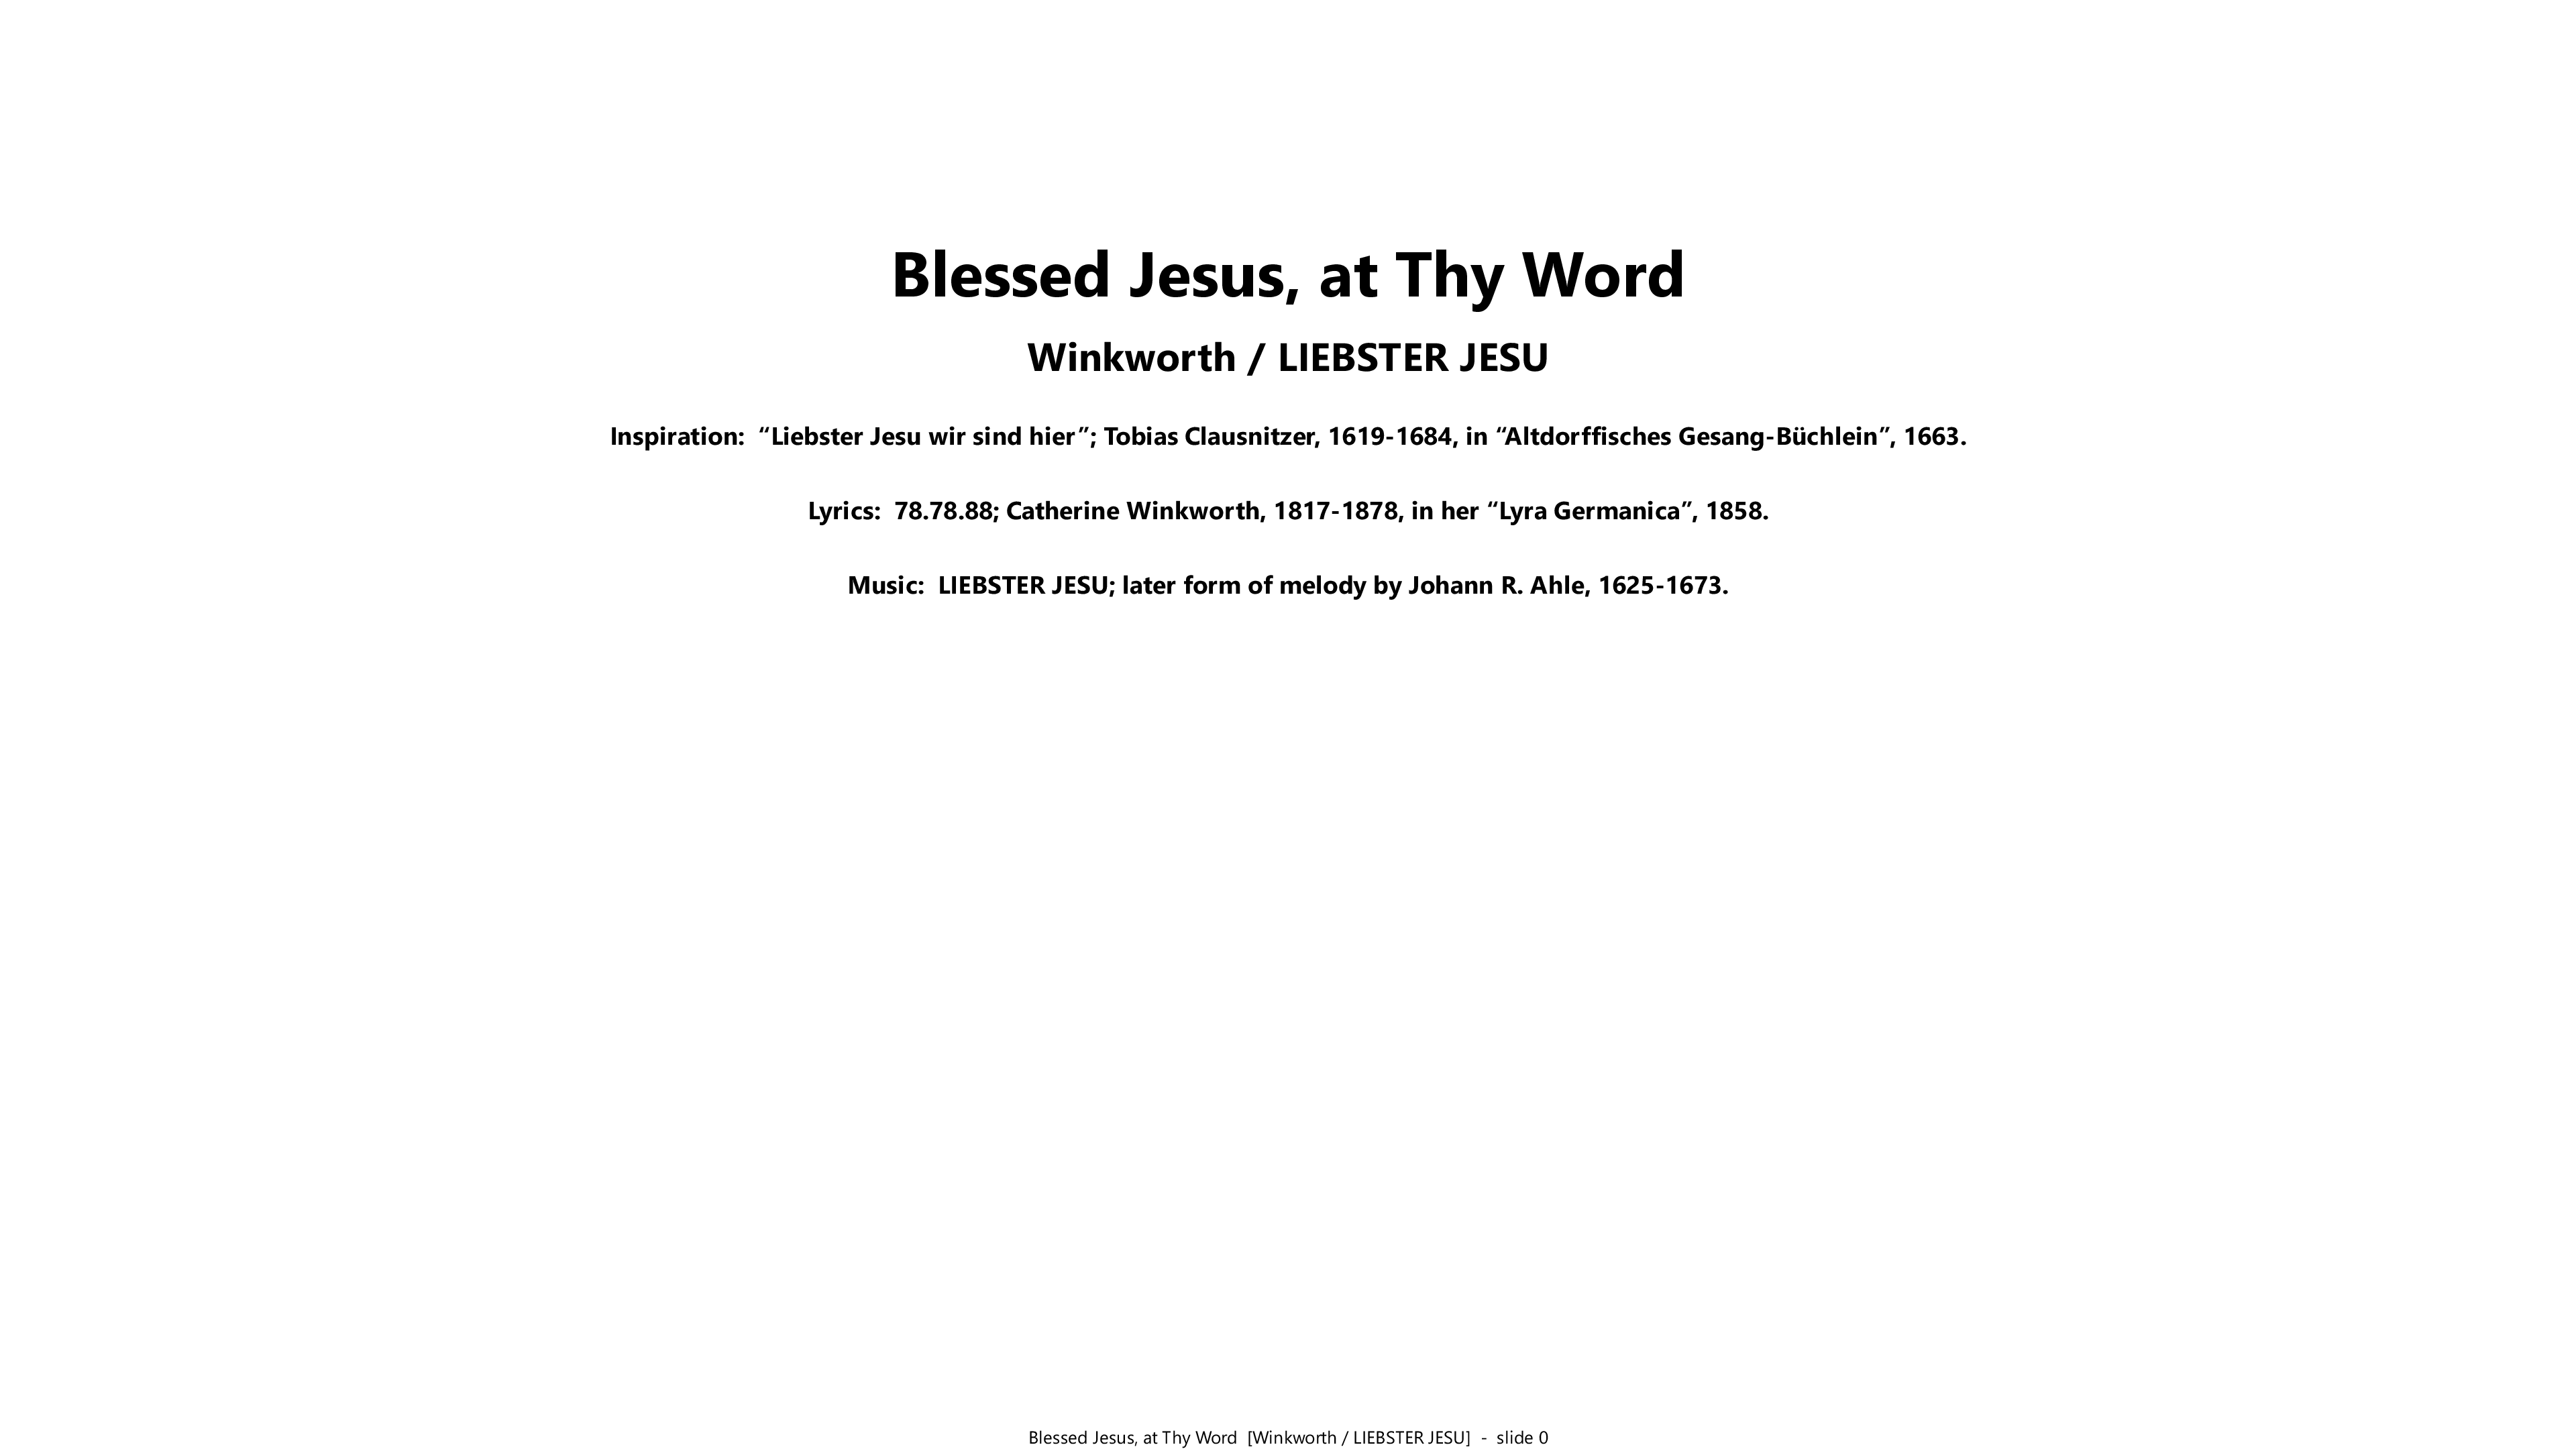 Blessed Jesus, at Thy Word
Winkworth / LIEBSTER JESU
Inspiration:  “Liebster Jesu wir sind hier”; Tobias Clausnitzer, 1619-1684, in “Altdorffisches Gesang-Büchlein”, 1663.
Lyrics:  78.78.88; Catherine Winkworth, 1817-1878, in her “Lyra Germanica”, 1858.
Music:  LIEBSTER JESU; later form of melody by Johann R. Ahle, 1625-1673.
Blessed Jesus, at Thy Word  [Winkworth / LIEBSTER JESU]  -  slide 0